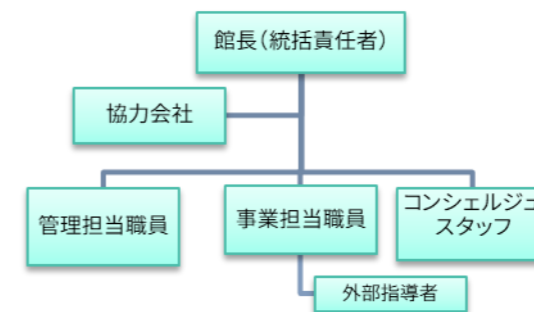 館長(統括責任者)
協力会社
管理担当職員
事業担当職員
コンシェルジュ
スタッフ
外部指導者